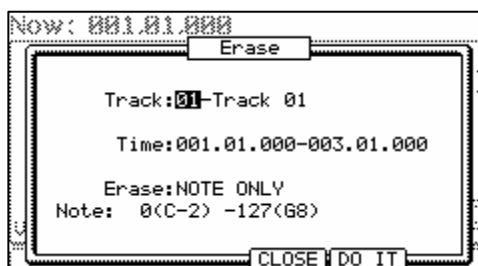 Now: 001.01.000
Erase
Track:01-Track 01
Time:001.01.000-003.01.000
Erase:NOTE ONLY
Note: 0(C-2) -127(G8)
CLOSE DO IT